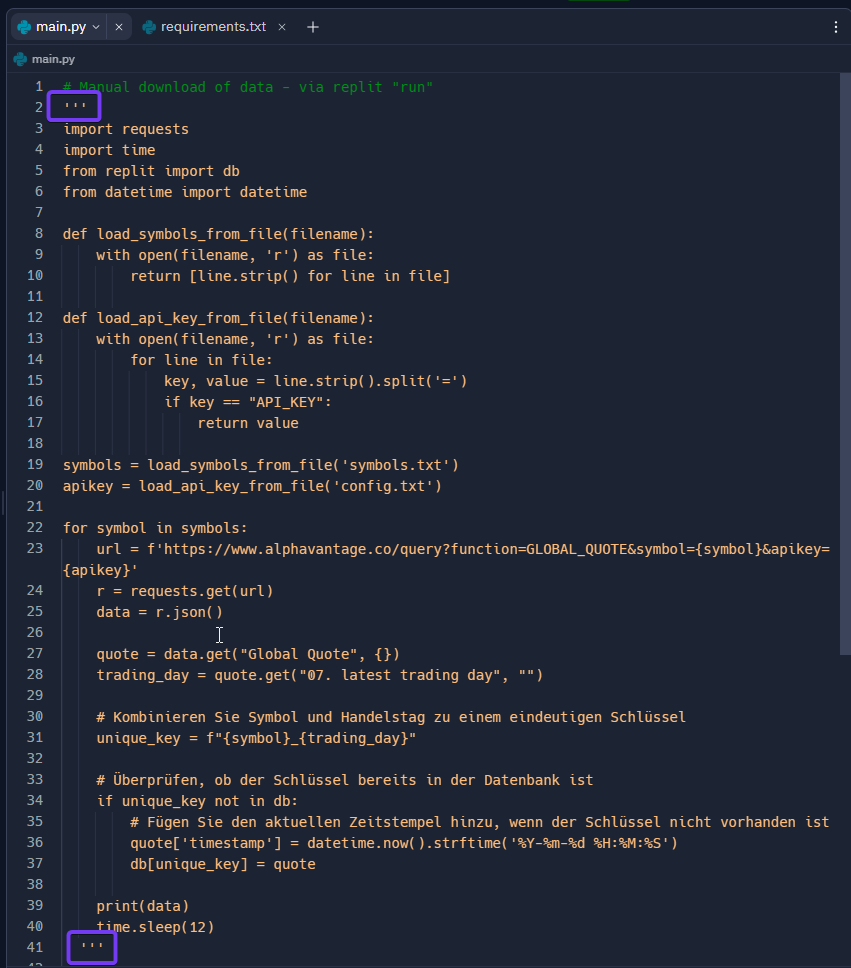 main.py
requirements.txt
main.py
1 # Manual download of data - via replit "run"
2 '''
3 import requests
4 import time
5 from replit import db
6 from datetime import datetime
7
8 def load_symbols_from_file(filename):
9     with open(filename, 'r') as file:
10         return [line.strip() for line in file]
11
12 def load_api_key_from_file(filename):
13     with open(filename, 'r') as file:
14         for line in file:
15             key, value = line.strip().split('=')
16             if key == "API_KEY":
17                 return value
18
19 symbols = load_symbols_from_file('symbols.txt')
20 apikey = load_api_key_from_file('config.txt')
21
22 for symbol in symbols:
23     url = f'https://www.alphavantage.co/query?function=GLOBAL_QUOTE&symbol={symbol}&apikey=
{apikey}'
24     r = requests.get(url)
25     data = r.json()
26
27     quote = data.get("Global Quote", {})
28     trading_day = quote.get("07. latest trading day", "")
29
30     # Kombinieren Sie Symbol und Handelstag zu einem eindeutigen Schlüssel
31     unique_key = f"{symbol}_{trading_day}"
32
33     # Überprüfen, ob der Schlüssel bereits in der Datenbank ist
34     if unique_key not in db:
35         # Fügen Sie den aktuellen Zeitstempel hinzu, wenn der Schlüssel nicht vorhanden ist
36         quote['timestamp'] = datetime.now().strftime('%Y-%m-%d %H:%M:%S')
37         db[unique_key] = quote
38
39     print(data)
40     time.sleep(12)
41   '''